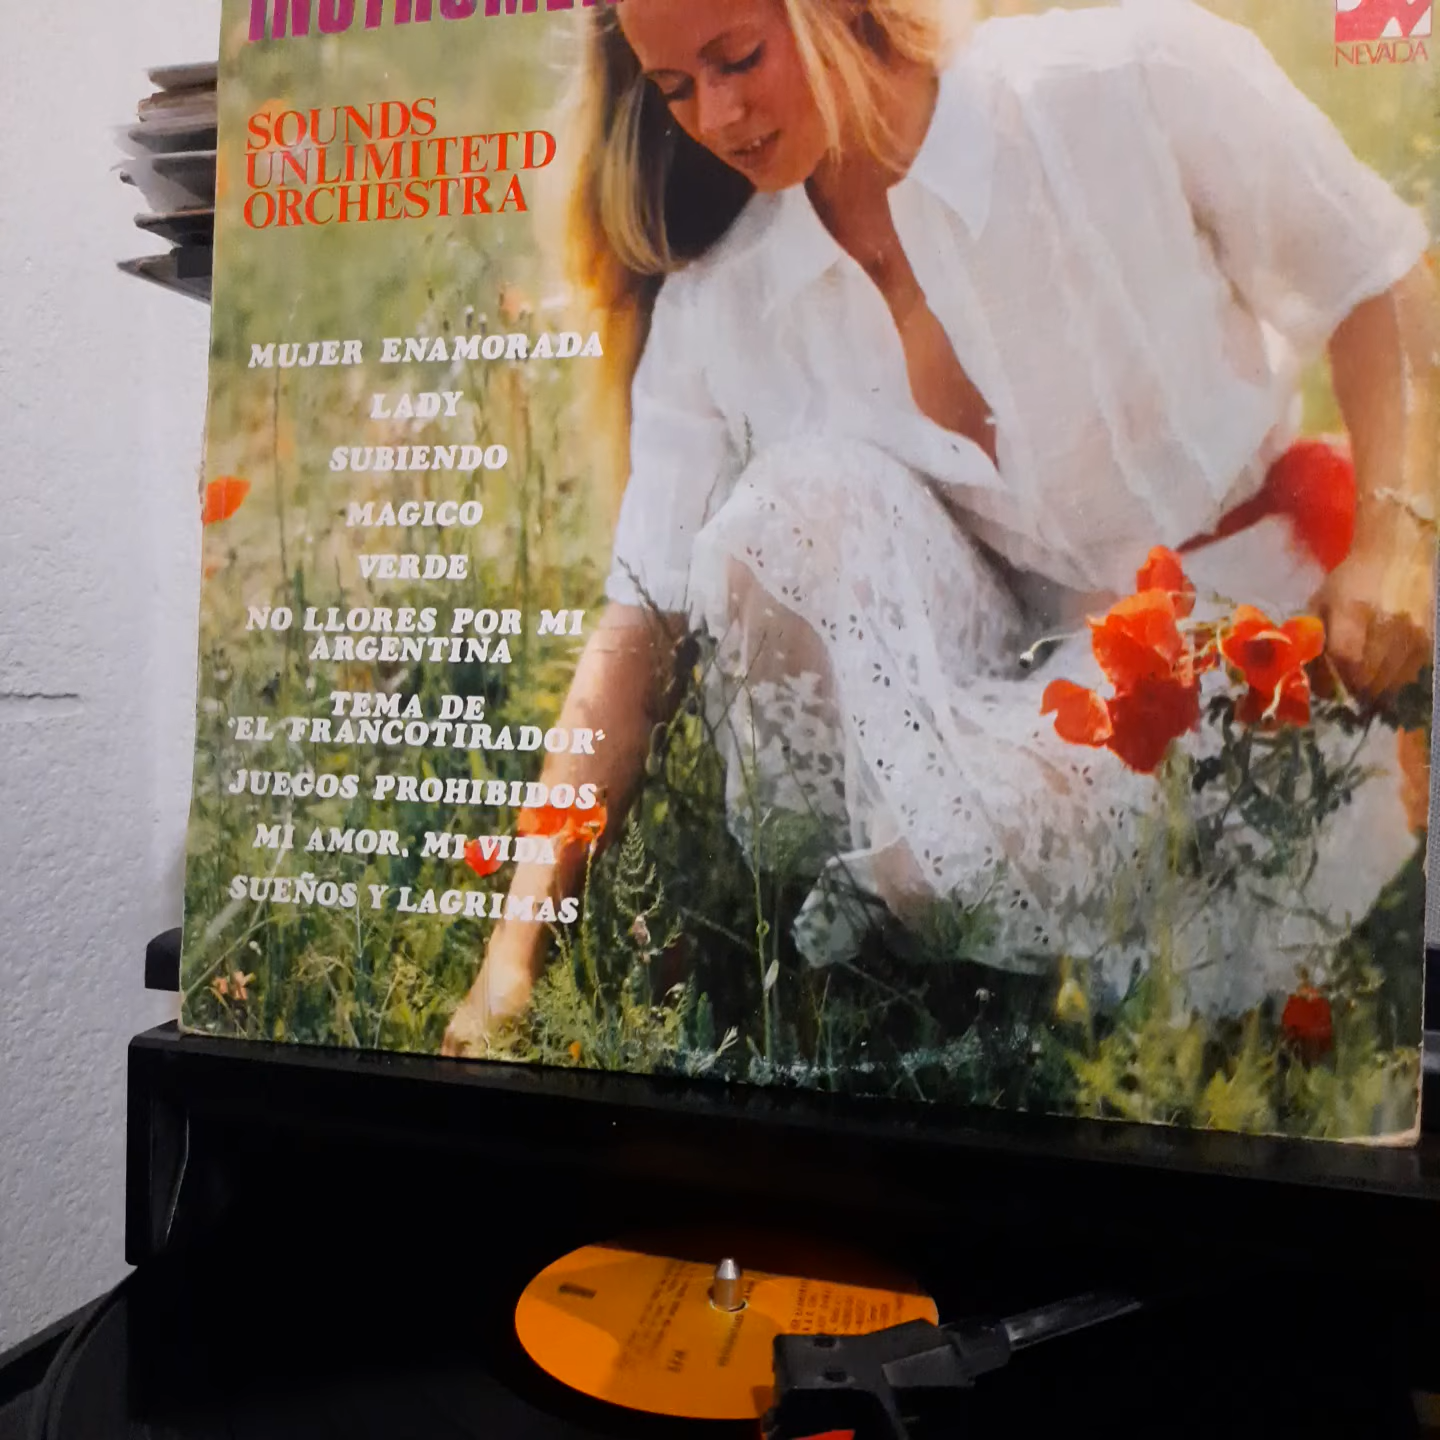 SOUNDS
UNLIMITETD
ORCHESTRA
NEVADA
MUJER ENAMORADA
LADY
SUBIENDO
MAGICO
VERDE
NO LLORES POR MI
ARGENTINA
TEMA DE
"EL FRANCOTIRADOR"
JUEGOS PROHIBIDOS
MI AMOR, MI VIDA
SUEÑOS Y LAGRIMAS